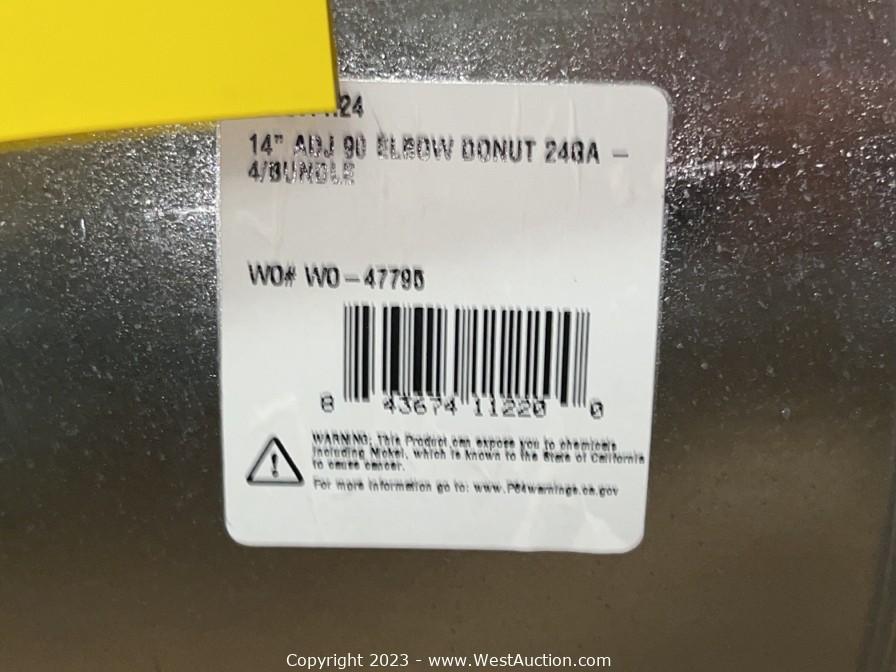 14" ADJ 90 ELBOW DONUT 24GA –
4/BUNDLE
WO# WO–47795
8 43674 11220 0
WARNING: This Product can expose you to chemicals
including Nickel, which is known to the State of California
to cause cancer.
For more information go to: www.P64warnings.ca.gov
Copyright 2023 - www.WestAuction.com